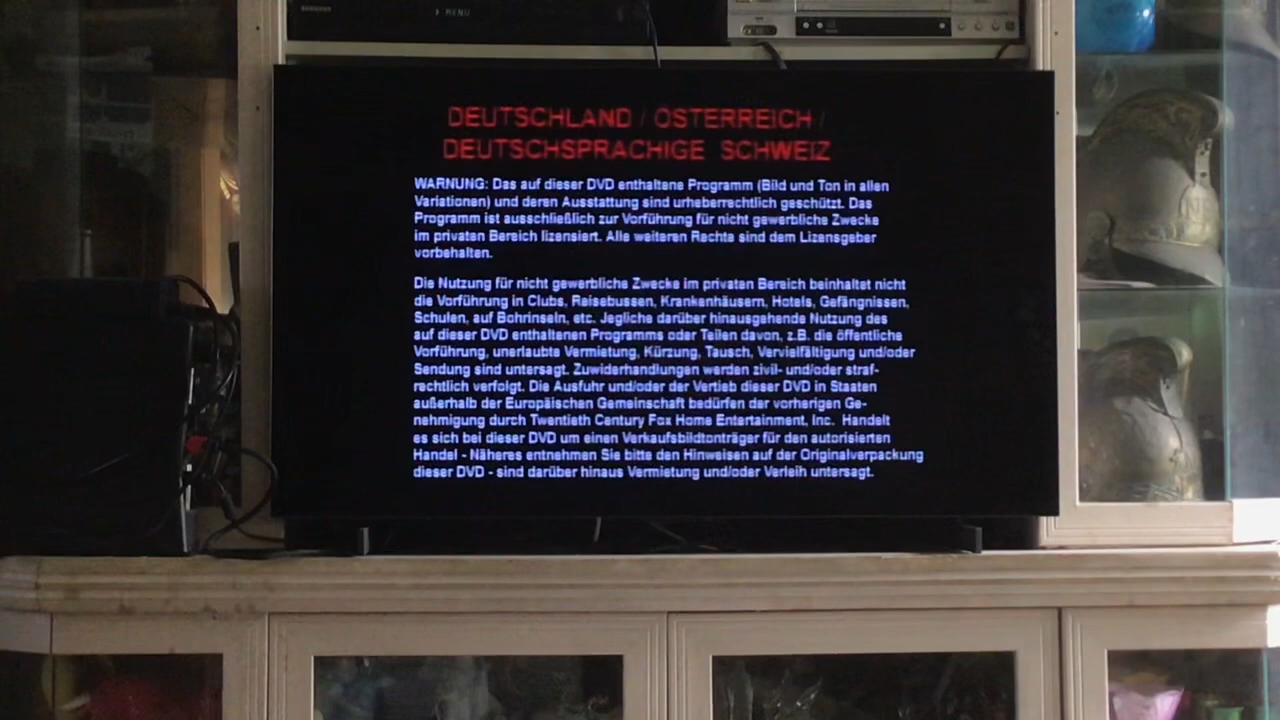 MENU
DEUTSCHLAND / ÖSTERREICH /
DEUTSCHSPRACHIGE SCHWEIZ
WARNUNG: Das auf dieser DVD enthaltene Programm (Bild und Ton in allen
Variationen) und deren Ausstattung sind urheberrechtlich geschützt. Das
Programm ist ausschließlich zur Vorführung für nicht gewerbliche Zwecke
im privaten Bereich lizensiert. Alle weiteren Rechte sind dem Lizensgeber
vorbehalten.
Die Nutzung für nicht gewerbliche Zwecke im privaten Bereich beinhaltet nicht
die Vorführung in Clubs, Reisebussen, Krankenhäusern, Hotels, Gefängnissen,
Schulen, auf Bohrinseln, etc. Jegliche darüber hinausgehende Nutzung des
auf dieser DVD enthaltenen Programms oder Teilen davon, z.B. die öffentliche
Vorführung, unerlaubte Vermietung, Kürzung, Tausch, Vervielfältigung und/oder
Sendung sind untersagt. Zuwiderhandlungen werden zivil- und/oder straf-
rechtlich verfolgt. Die Ausfuhr und/oder der Vertieb dieser DVD in Staaten
außerhalb der Europäischen Gemeinschaft bedürfen der vorherigen Ge-
nehmigung durch Twentieth Century Fox Home Entertainment, Inc. Handelt
es sich bei dieser DVD um einen Verkaufsbildtonträger für den autorisierten
Handel - Näheres entnehmen Sie bitte den Hinweisen auf der Originalverpackung
dieser DVD - sind darüber hinaus Vermietung und/oder Verleih untersagt.